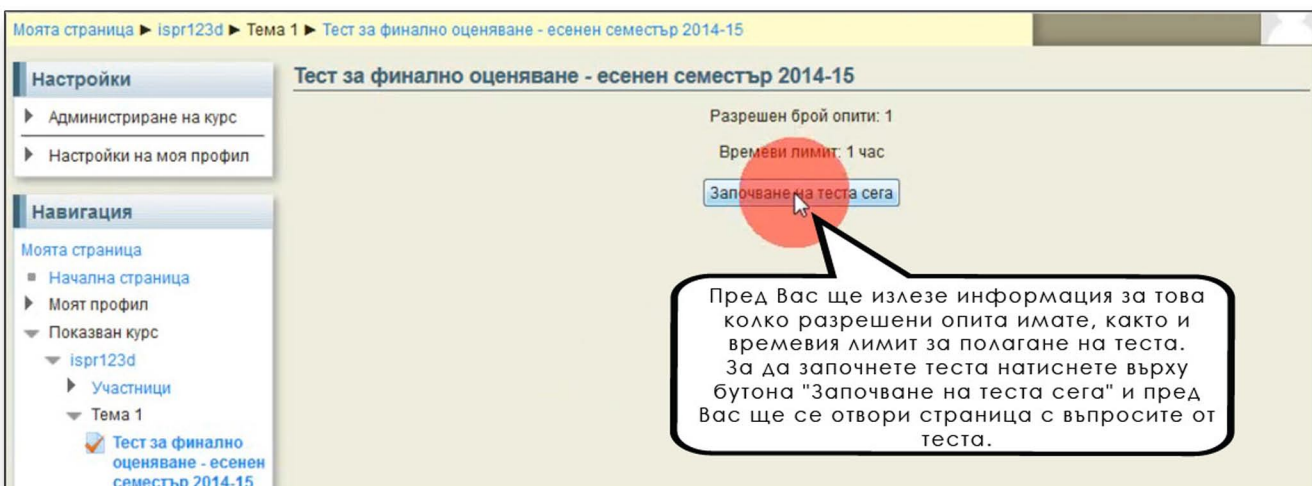 Моята страница ► ispr123d ► Тема 1 ► Тест за финално оценяване - есенен семестър 2014-15
Настройки
Администриране на курс
Настройки на моя профил
Навигация
Моята страница
Начална страница
Моят профил
Показван курс
ispr123d
Участници
Тема 1
Тест за финално
оценяване - есенен
семестър 2014-15
Тест за финално оценяване - есенен семестър 2014-15
Разрешен брой опити: 1
Времеви лимит: 1 час
Започване на теста сега
Пред Вас ще излезе информация за това
колко разрешени опита имате, както и
времевия лимит за полагане на теста.
За да започнете теста натиснете върху
бутона "Започване на теста сега" и пред
Вас ще се отвори страница с въпросите от
теста.